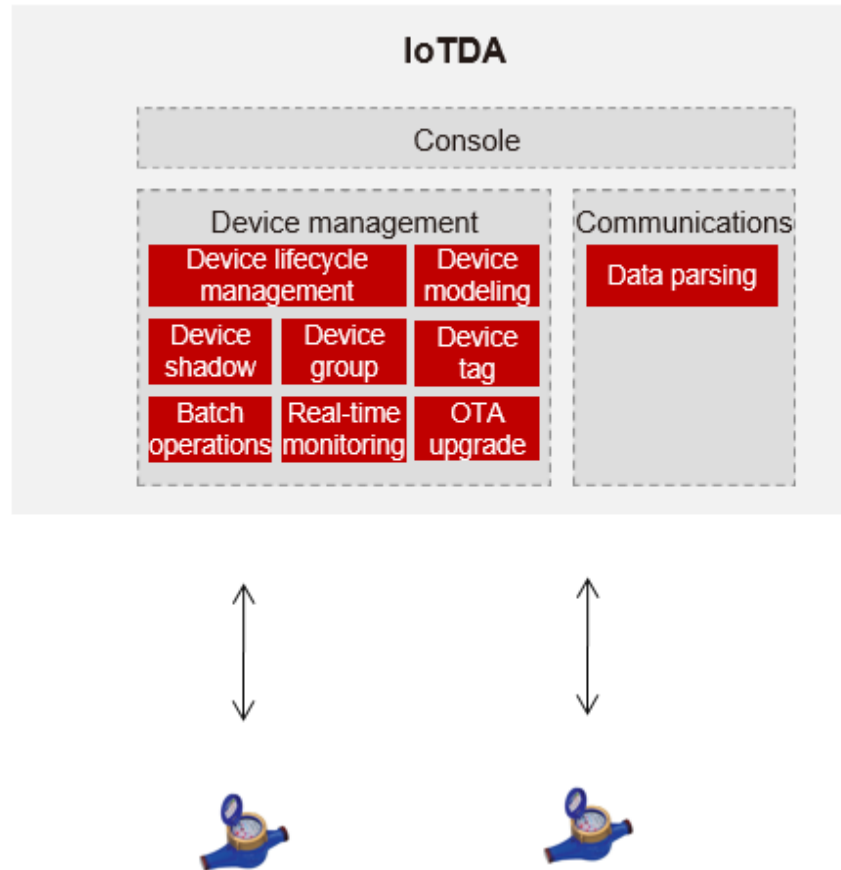 IoTDA
Console
Device management
Device lifecycle
management
Device
modeling
Device
shadow
Device
group
Device
tag
Batch
operations
Real-time
monitoring
OTA
upgrade
Communications
Data parsing